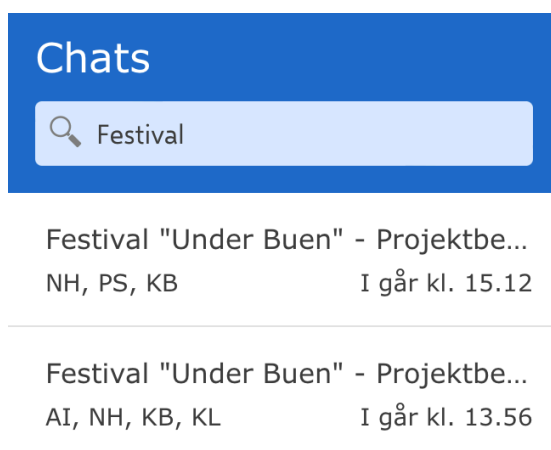 Chats
Festival
Festival "Under Buen" - Projektbe...
NH, PS, KB I går kl. 15.12
Festival "Under Buen" - Projektbe...
AI, NH, KB, KL I går kl. 13.56